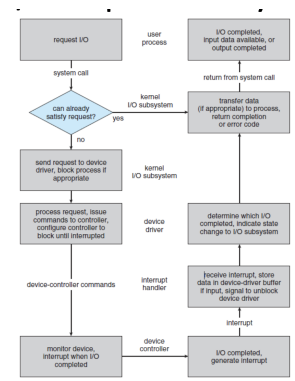 request I/O
user
process
I/O completed,
input data available, or
output completed
system call
return from system call
kernel
I/O subsystem
can already
satisfy request?
yes
transfer data
(if appropriate) to process,
return completion
or error code
no
send request to device
driver, block process if
appropriate
kernel
I/O subsystem
process request, issue
commands to controller,
configure controller to
block until interrupted
device
driver
determine which I/O
completed, indicate state
change to I/O subsystem
device-controller commands
interrupt
handler
receive interrupt, store
data in device-driver buffer
if input, signal to unblock
device driver
interrupt
device
controller
monitor device,
interrupt when I/O
completed
I/O completed,
generate interrupt